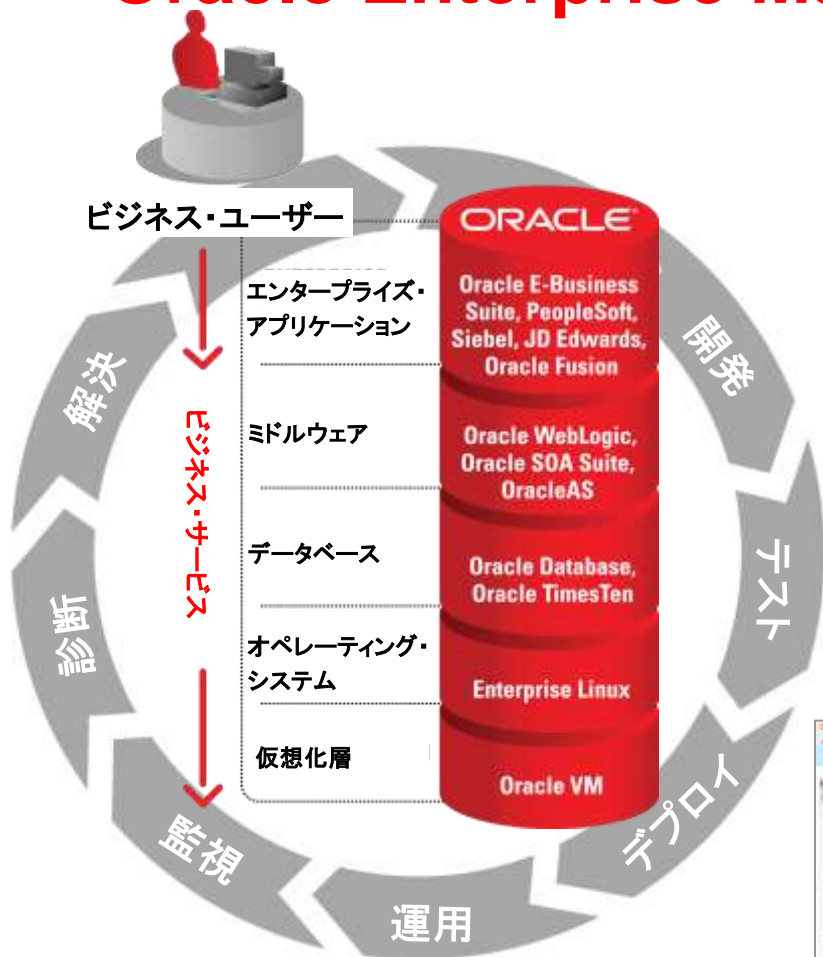 Oracle Enterprise M
ビジネス・ユーザー
ORACLE
エンタープライズ・
アプリケーション
Oracle E-Business
Suite, PeopleSoft,
Siebel, JD Edwards,
Oracle Fusion
ミドルウェア
Oracle WebLogic,
Oracle SOA Suite,
OracleAS
データベース
Oracle Database,
Oracle TimesTen
オペレーティング・
システム
Enterprise Linux
仮想化層
Oracle VM
ビジネス・サービス
開発
テスト
デプロイ
運用
監視
診断
解決